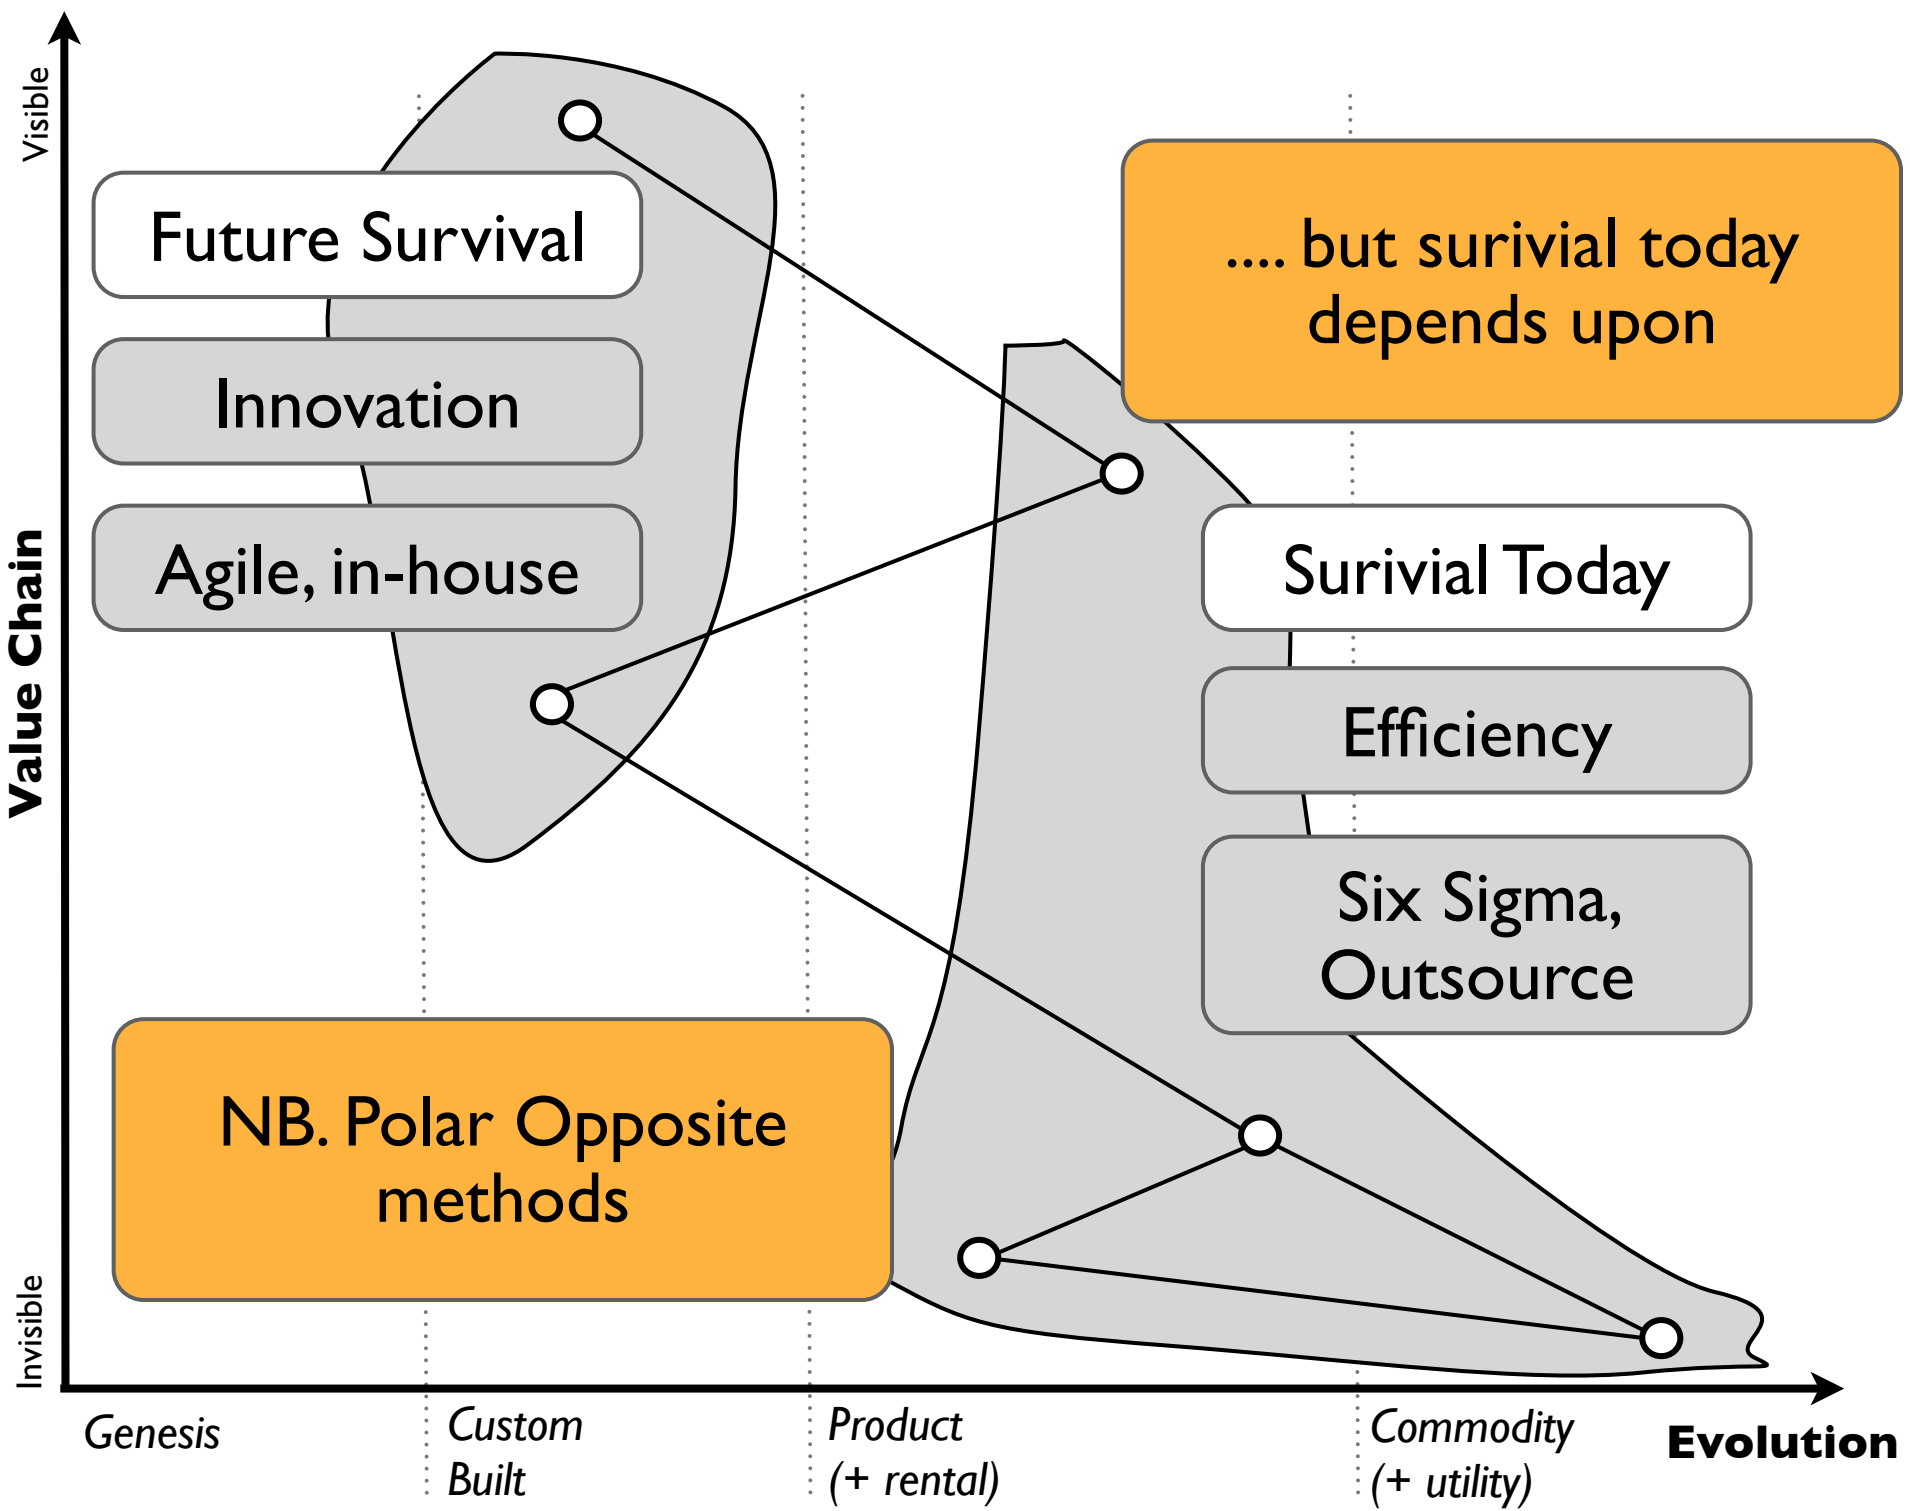 Visible
Future Survival
Innovation
Agile, in-house
.... but surivial today
depends upon
Surivial Today
Efficiency
Six Sigma,
Outsource
Value Chain
NB. Polar Opposite
methods
Invisible
Genesis
Custom
Built
Product
(+ rental)
Commodity
(+ utility)
Evolution